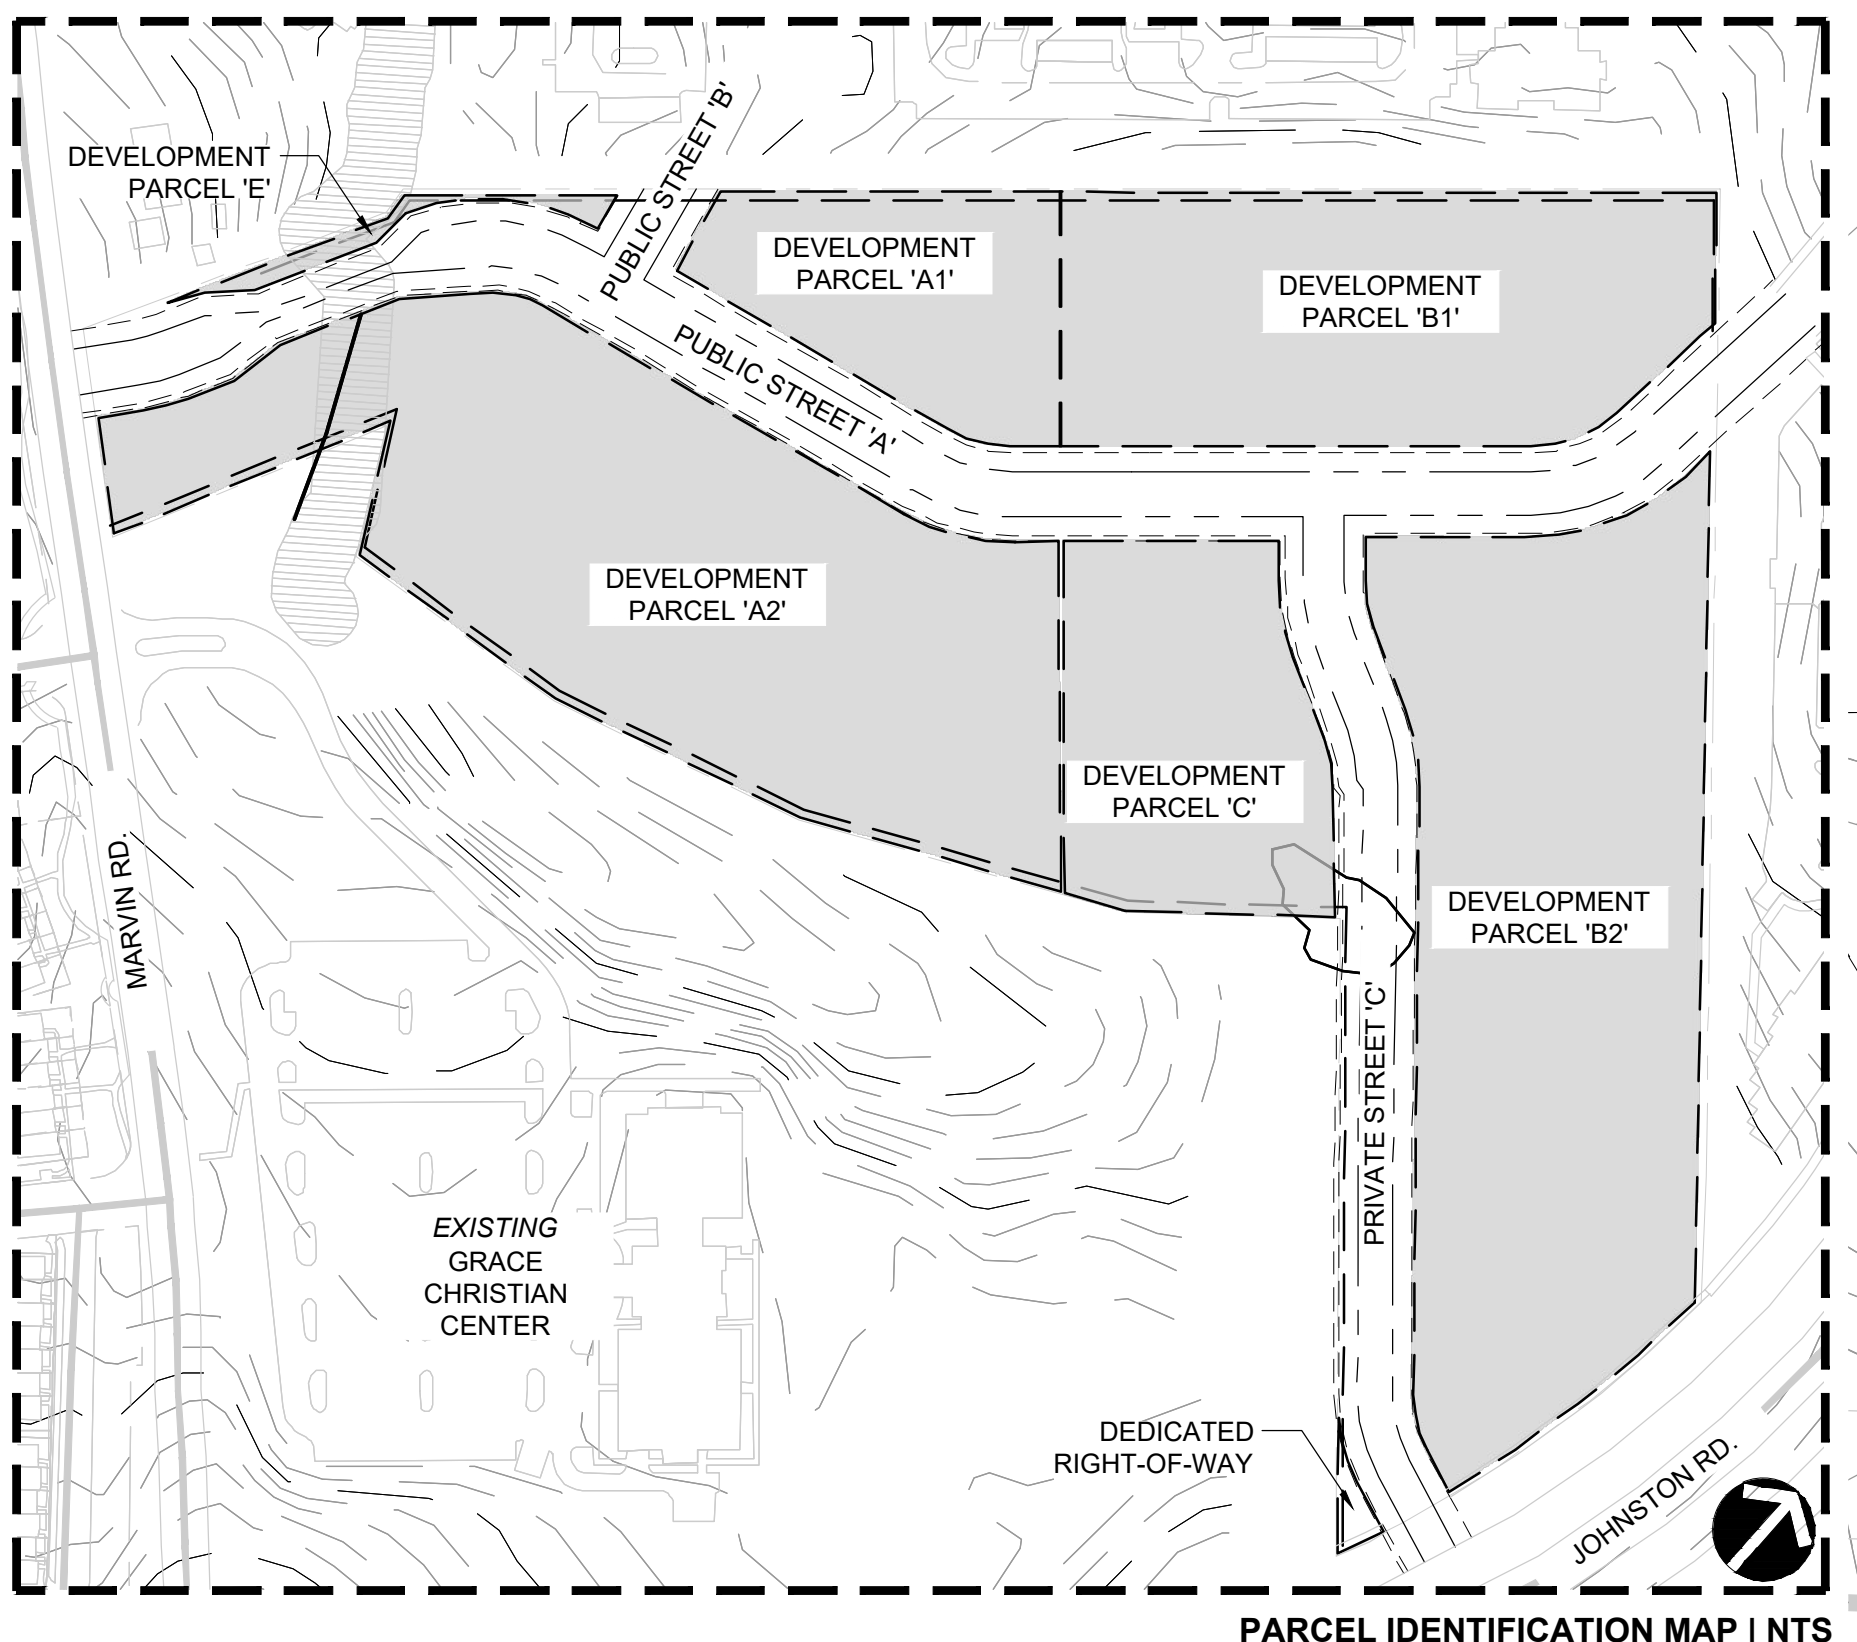 DEVELOPMENT
PARCEL 'E'
PUBLIC STREET 'B'
DEVELOPMENT
PARCEL 'A1'
DEVELOPMENT
PARCEL 'B1'
PUBLIC STREET 'A'
DEVELOPMENT
PARCEL 'A2'
DEVELOPMENT
PARCEL 'C'
MARVIN RD.
DEVELOPMENT
PARCEL 'B2'
PRIVATE STREET 'C'
EXISTING
GRACE
CHRISTIAN
CENTER
DEDICATED
RIGHT-OF-WAY
JOHNSTON RD.
PARCEL IDENTIFICATION MAP | NTS